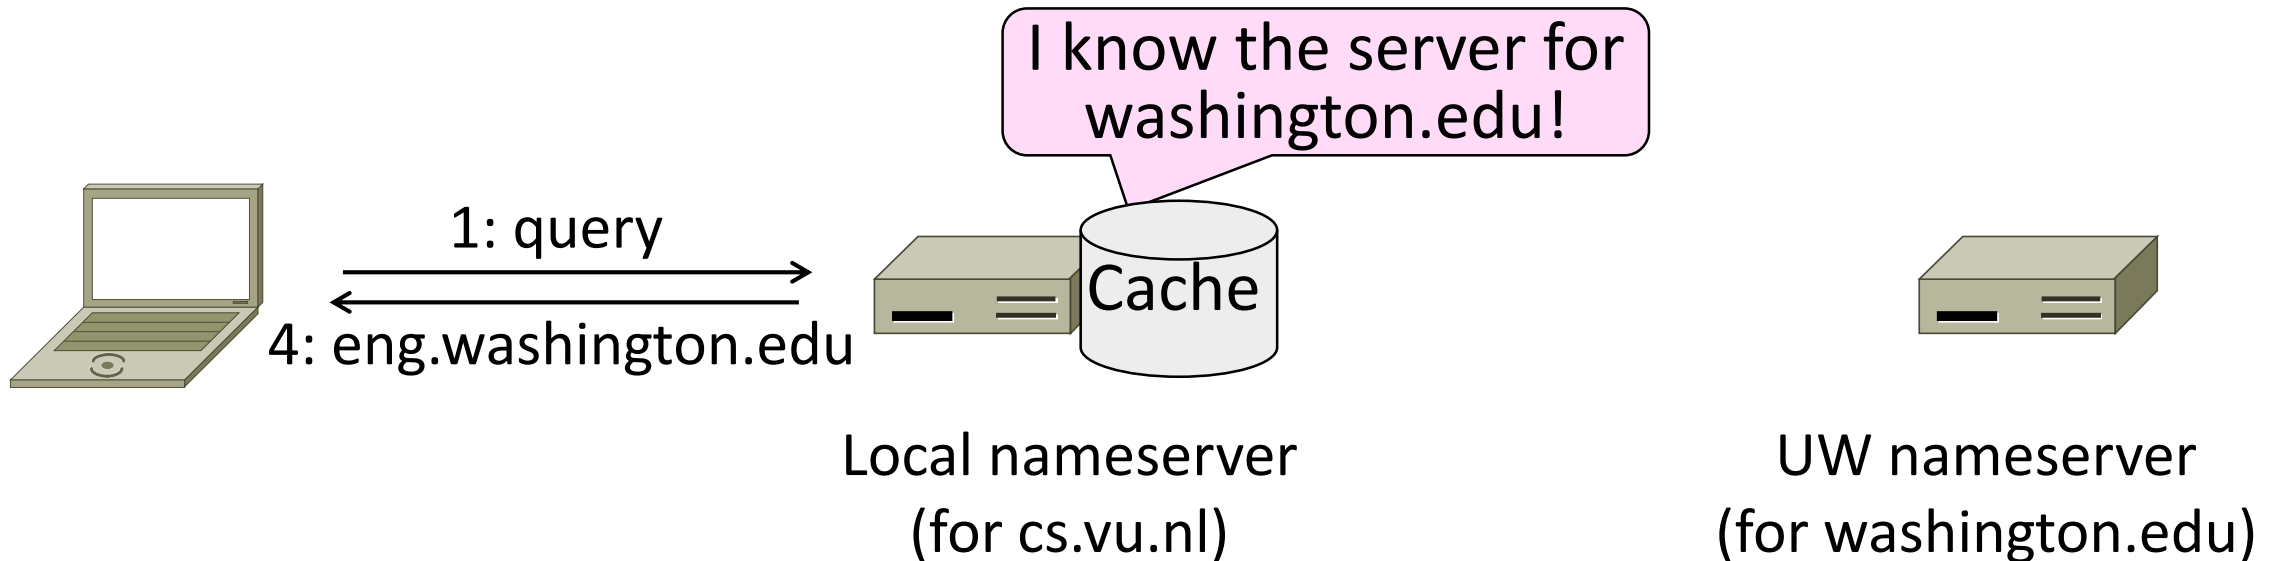 I know the server for
washington.edu!
1: query
Cache
4: eng.washington.edu
Local nameserver
(for cs.vu.nl)
UW nameserver
(for washington.edu)